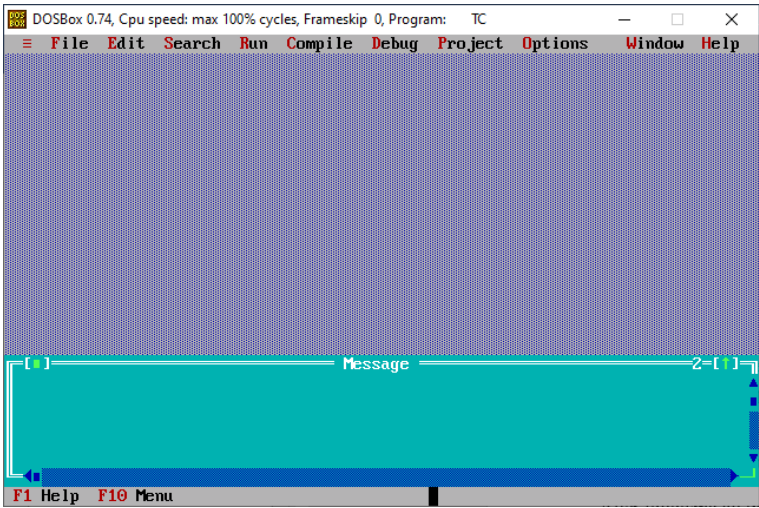 DOSBox 0.74, Cpu speed: max 100% cycles, Frameskip 0, Program: TC
≡ File Edit Search Run Compile Debug Project Options Window Help
[■] Message 2=[↑]
F1 Help F10 Menu